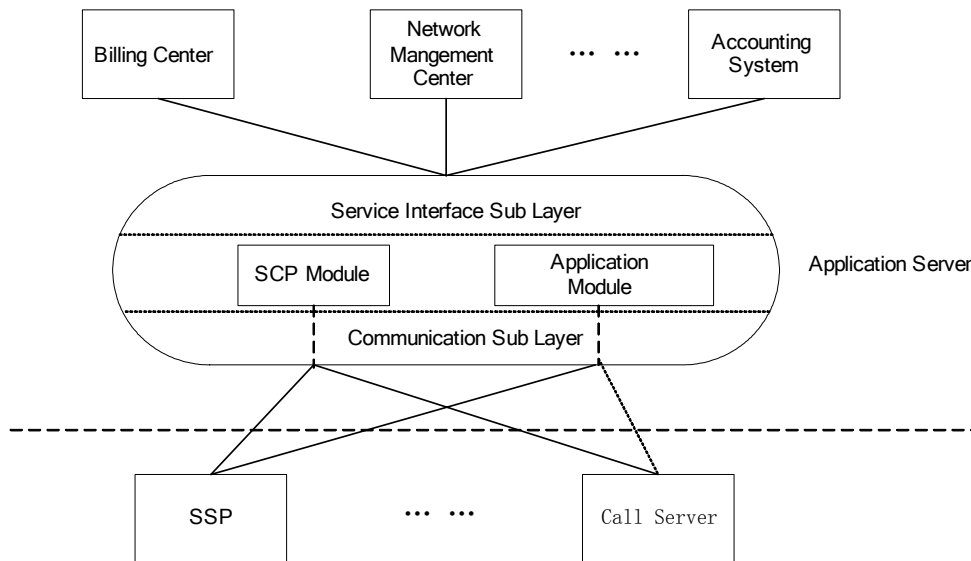 Billing Center
Network
Mangement
Center
... ...
Accounting
System
Service Interface Sub Layer
SCP Module
Application
Module
Application Server
Communication Sub Layer
SSP
... ...
Call Server